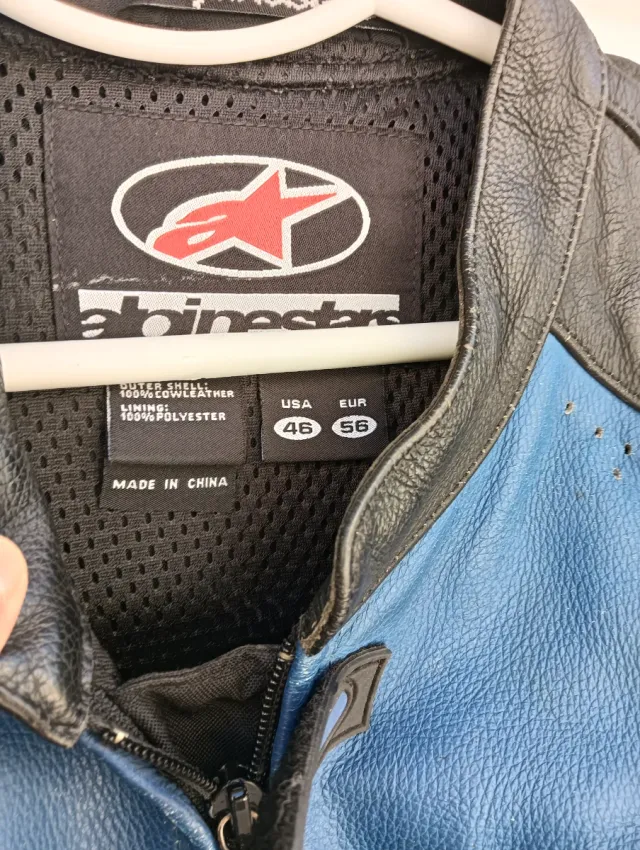 alpinestars
OUTER SHELL:
100%COWLEATHER
LINING:
100%POLYESTER
USA EUR
46 56
MADE IN CHINA